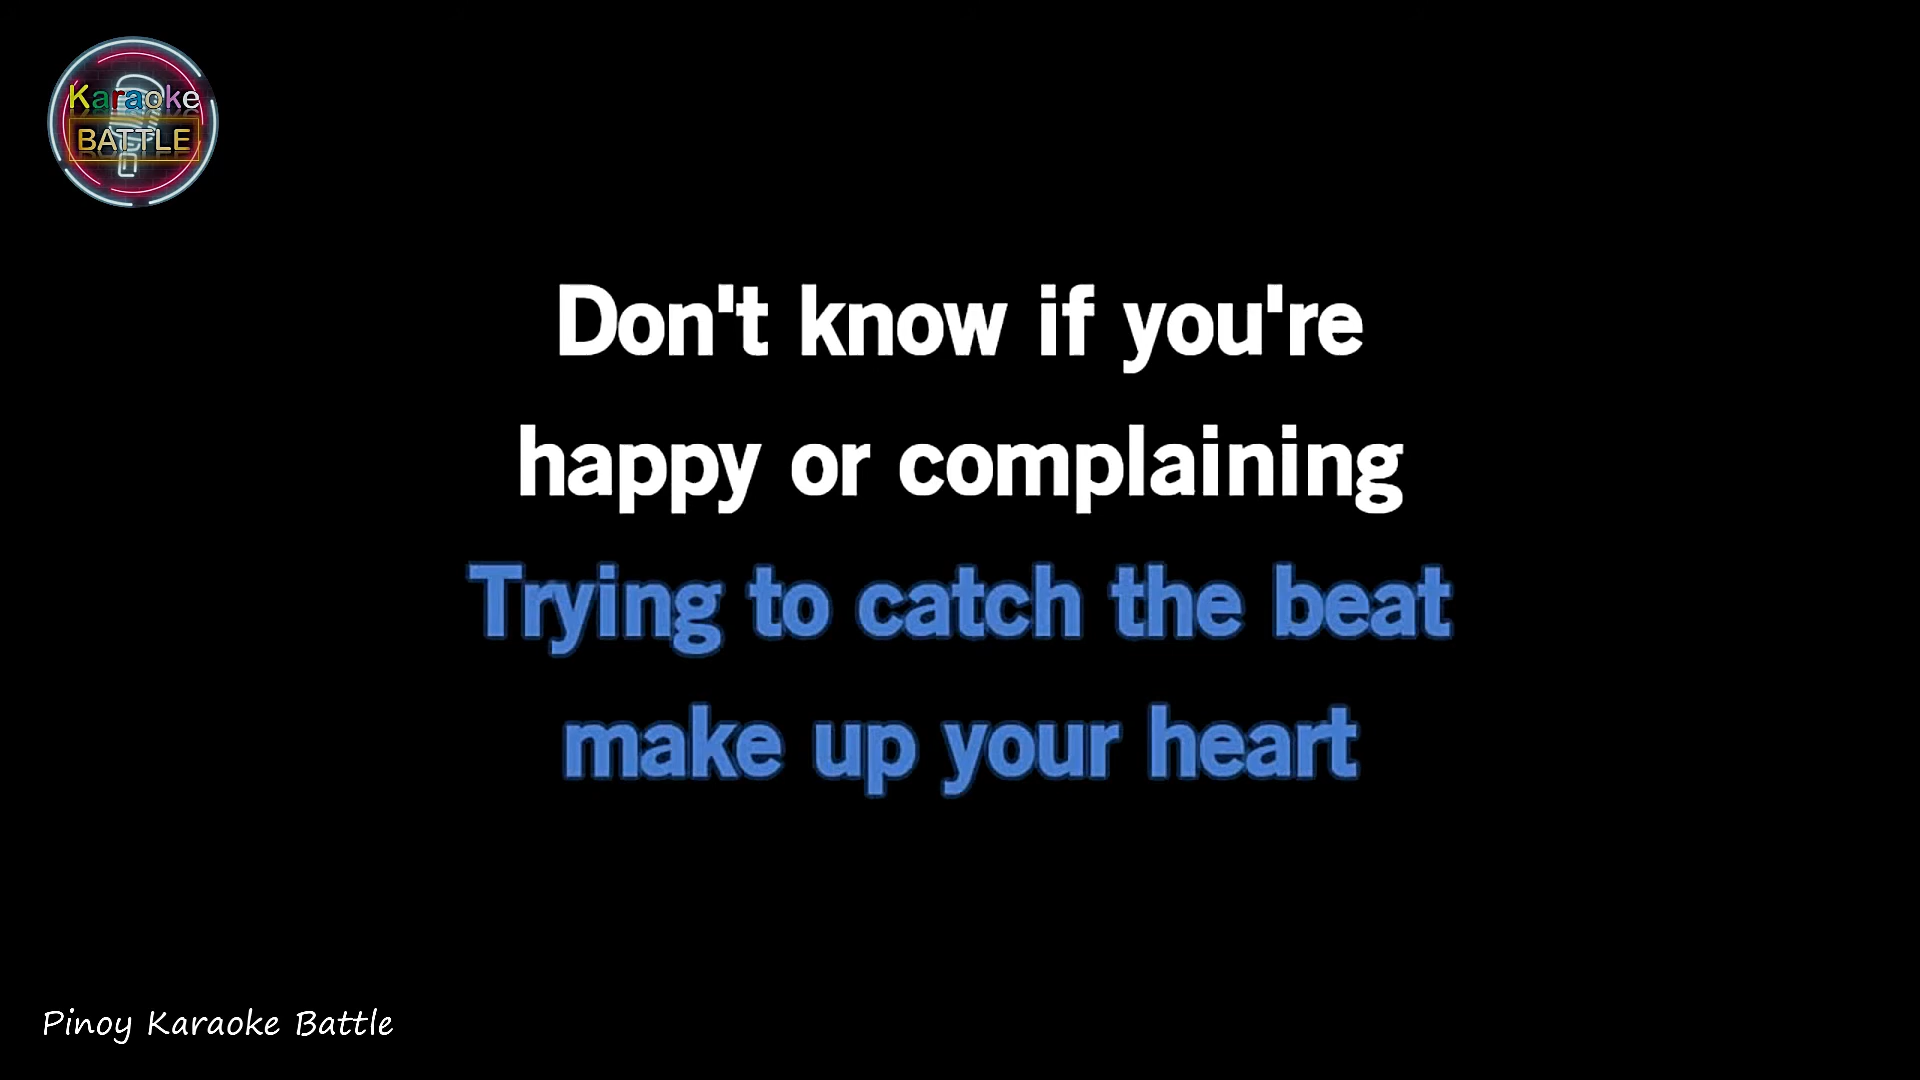 Karaoke
BATTLE
Don't know if you're
happy or complaining
Trying to catch the beat
make up your heart
Pinoy Karaoke Battle